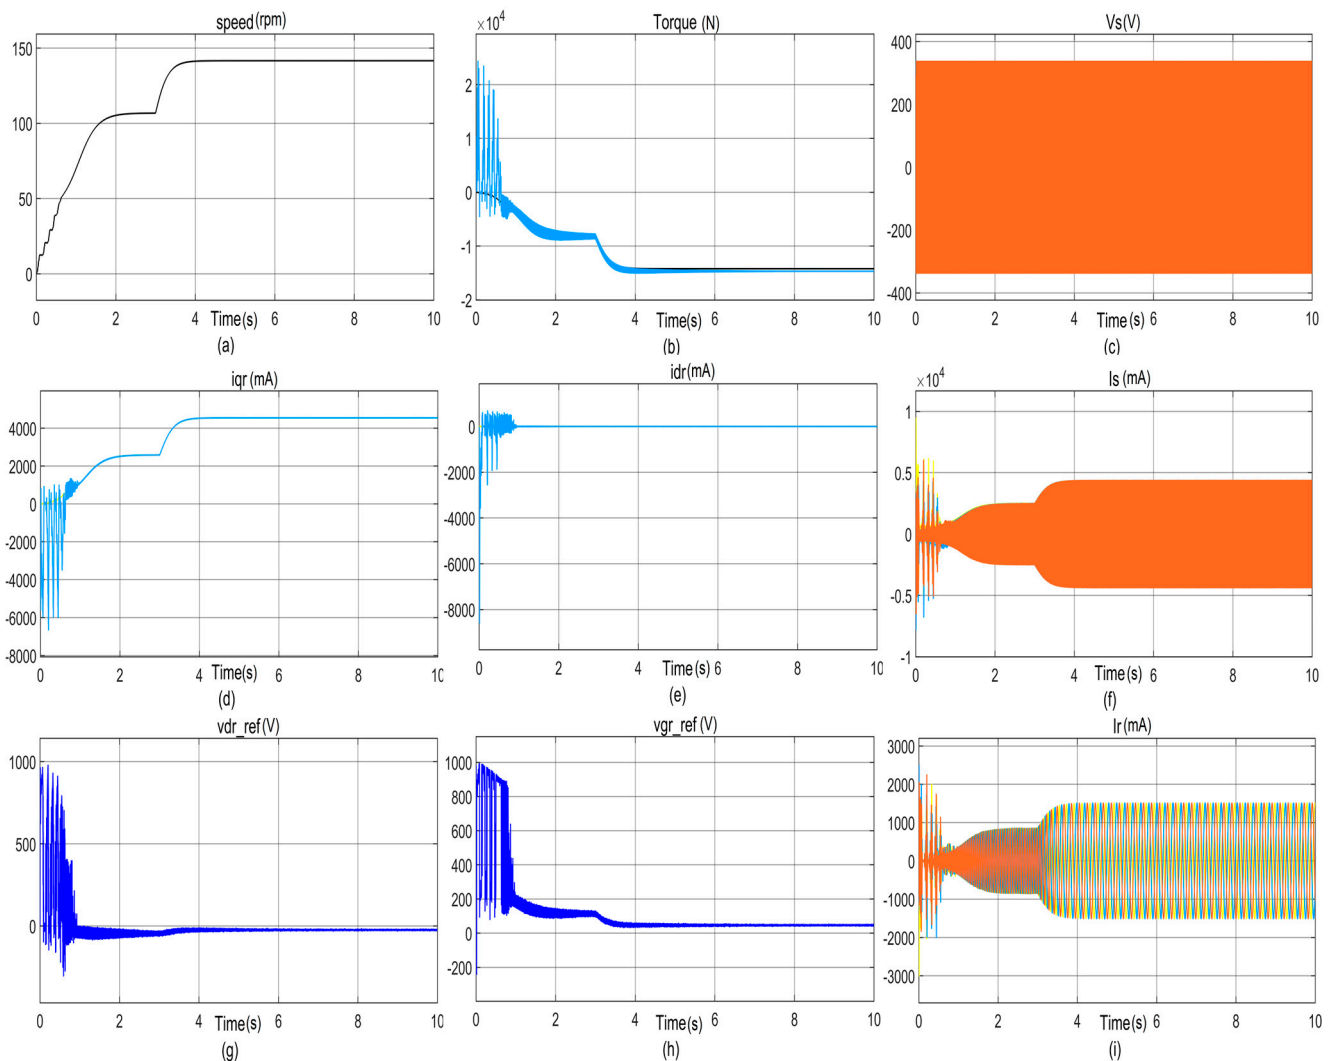 speed(rpm)
150
100
50
0
0 2 4 6 8 10
Time(s)
(a)
×10⁴
Torque (N)
2
1
0
-1
-2
0 2 4 6 8 10
Time(s)
(b)
Vs(V)
400
200
0
-200
-400
0 2 4 6 8 10
Time(s)
(c)
iqr(mA)
4000
2000
0
-2000
-4000
-6000
-8000
0 2 4 6 8 10
Time(s)
(d)
idr(mA)
0
-2000
-4000
-6000
-8000
0 2 4 6 8 10
Time(s)
(e)
×10⁴
Is (mA)
1
0.5
0
-0.5
-1
0 2 4 6 8 10
Time(s)
(f)
vdr_ref(V)
1000
500
0
0 2 4 6 8 10
Time(s)
(g)
vgr_ref(V)
1000
800
600
400
200
0
-200
0 2 4 6 8 10
Time(s)
(h)
Ir(mA)
3000
2000
1000
0
-1000
-2000
-3000
0 2 4 6 8 10
Time(s)
(i)